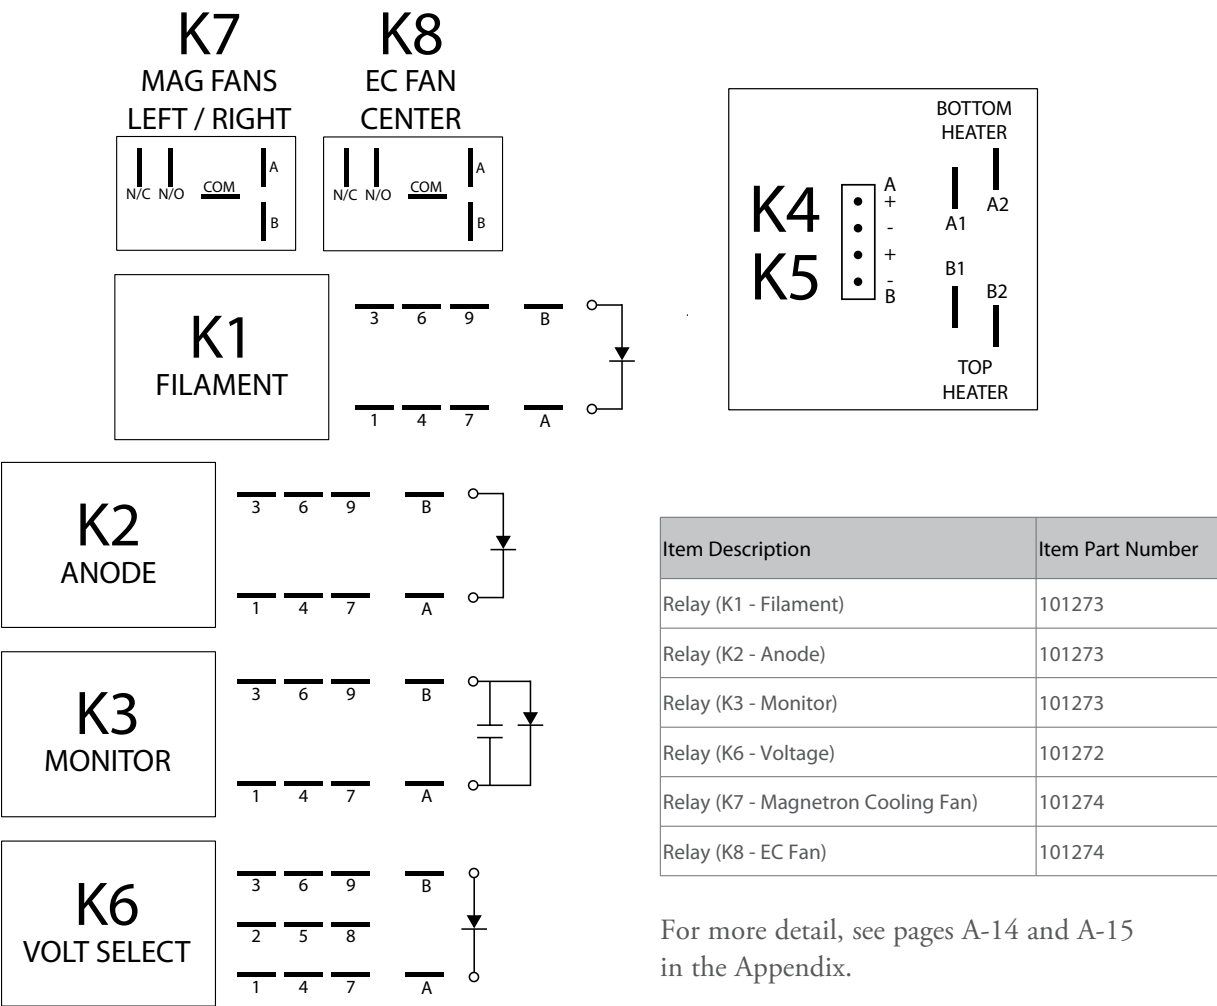 K7
MAG FANS
LEFT / RIGHT
N/C N/O COM A
B
K8
EC FAN
CENTER
N/C N/O COM A
B
K1
FILAMENT
3 6 9 B
1 4 7 A
K4
K5
A
+
-
+
-
B
BOTTOM
HEATER
A1
A2
B1
B2
TOP
HEATER
K2
ANODE
3 6 9 B
1 4 7 A
K3
MONITOR
3 6 9 B
1 4 7 A
K6
VOLT SELECT
3 6 9 B
2 5 8
1 4 7 A
Item Description Item Part Number
Relay (K1 - Filament) 101273
Relay (K2 - Anode) 101273
Relay (K3 - Monitor) 101273
Relay (K6 - Voltage) 101272
Relay (K7 - Magnetron Cooling Fan) 101274
Relay (K8 - EC Fan) 101274
For more detail, see pages A-14 and A-15
in the Appendix.